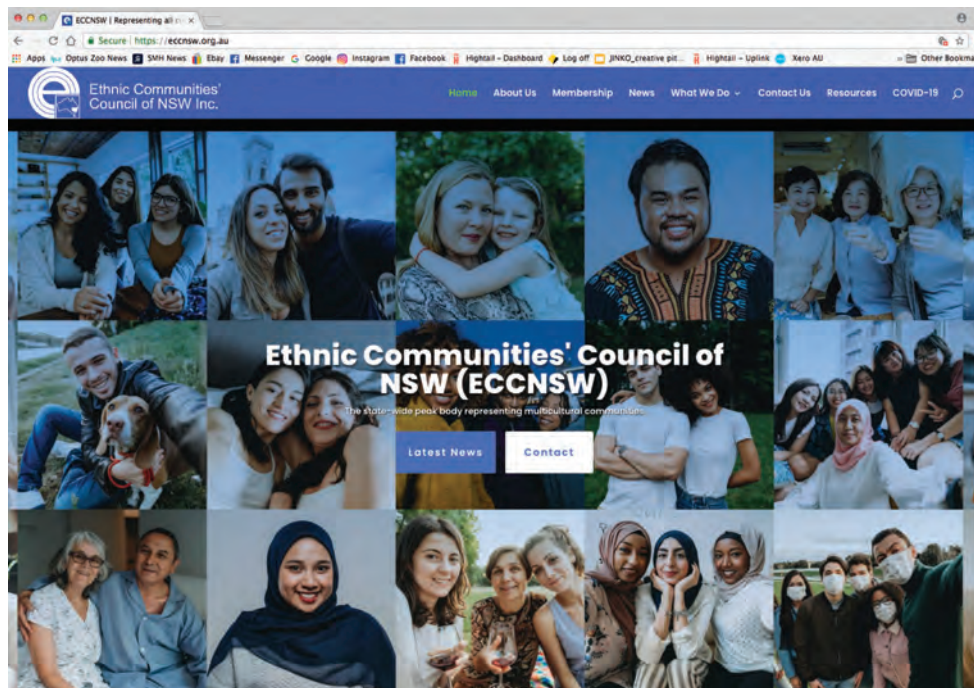 ECCNSW | Representing all
Secure https://eccnsw.org.au
Apps Optus Zoo News SMH News Ebay Messenger Google Instagram Facebook Hightail - Dashboard Log off JINKO_creative pit... Hightail - Uplink Xero AU » Other Bookma
Ethnic Communities'
Council of NSW Inc.
Home About Us Membership News What We Do Contact Us Resources COVID-19
Ethnic Communities' Council of
NSW (ECCNSW)
The state-wide peak body representing multicultural communities
Latest News Contact